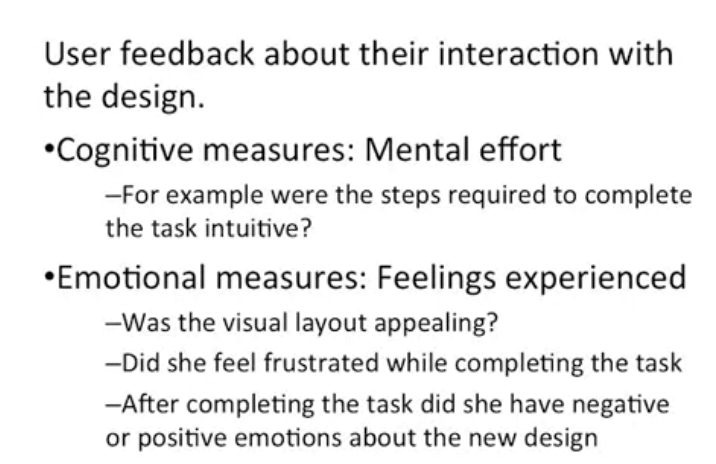 User feedback about their interaction with
the design.
•Cognitive measures: Mental effort
–For example were the steps required to complete
the task intuitive?
•Emotional measures: Feelings experienced
–Was the visual layout appealing?
–Did she feel frustrated while completing the task
–After completing the task did she have negative
or positive emotions about the new design